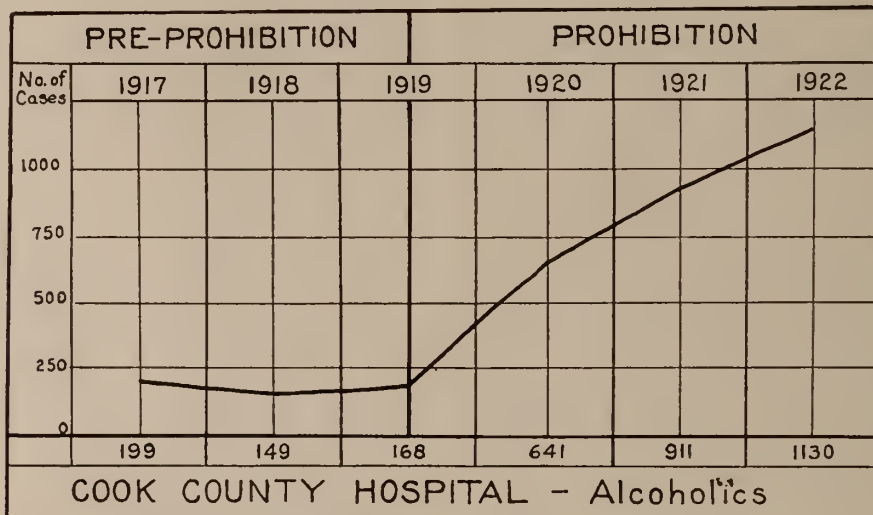 PRE-PROHIBITION PROHIBITION
No. of Cases 1917 1918 1919 1920 1921 1922
1000
750
500
250
0
199 149 168 641 911 1130
COOK COUNTY HOSPITAL - Alcoholics